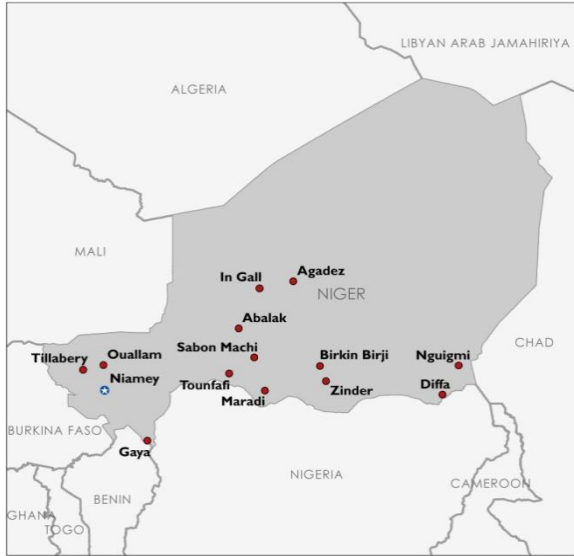 LIBYAN ARAB JAMAHIRIYA
ALGERIA
MALI
Agadez
In Gall
NIGER
Abalak
Sabon Machi
CHAD
Tillabery
Ouallam
Birkin Birji
Nguigmi
Niamey
Tounfafi
Zinder
Diffa
Maradi
BURKINA FASO
Gaya
NIGERIA
CAMEROON
BENIN
GHANA
TOGO